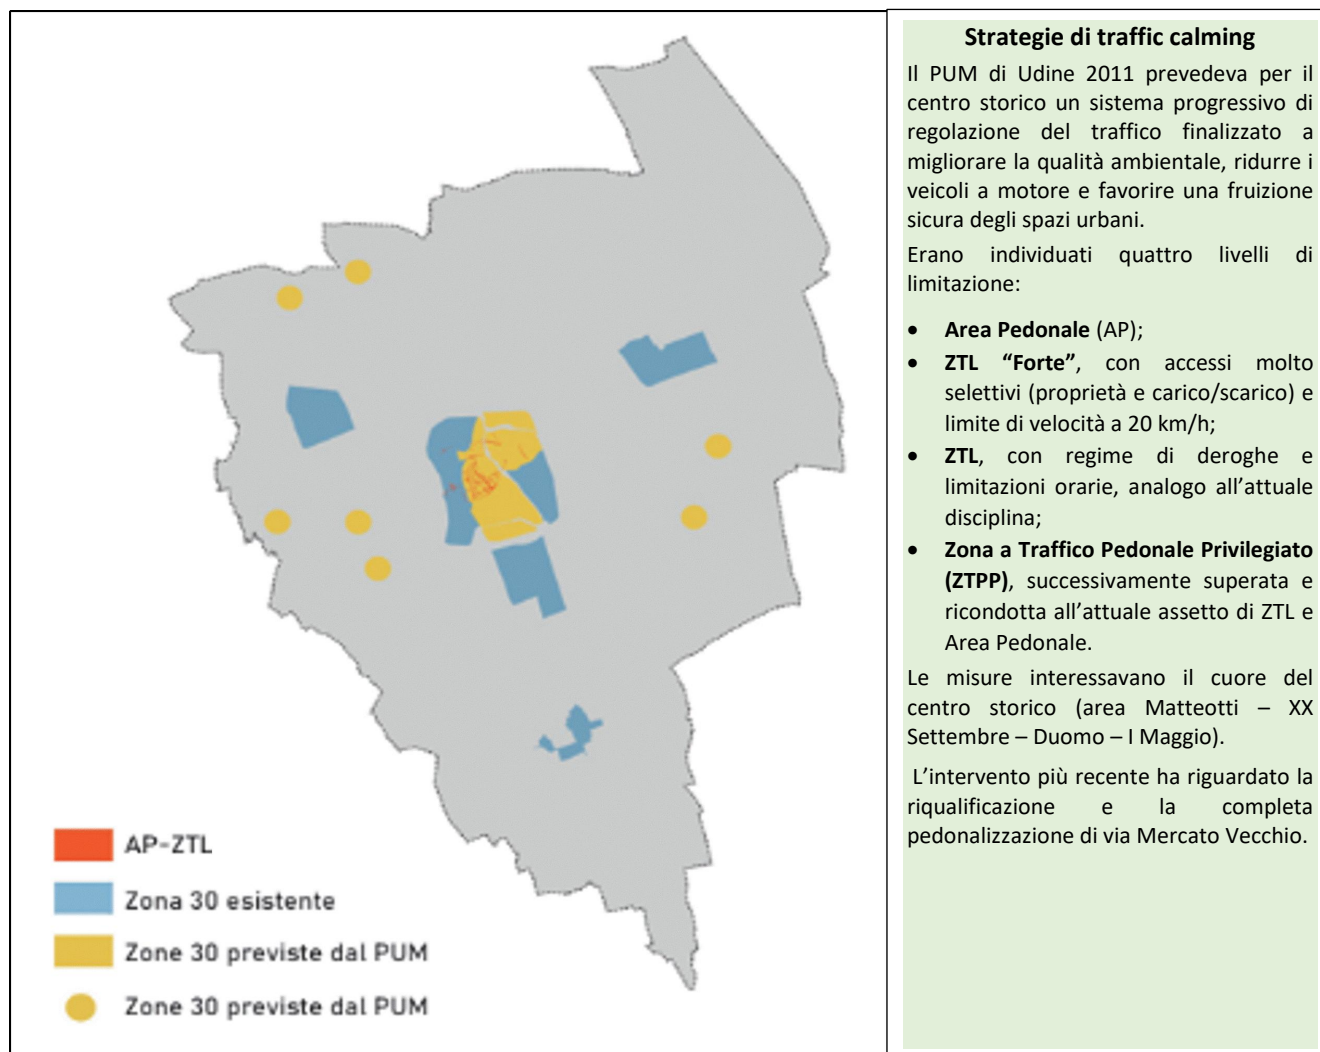 AP-ZTL
Zona 30 esistente
Zone 30 previste dal PUM
Zone 30 previste dal PUM
Strategie di traffic calming
Il PUM di Udine 2011 prevedeva per il
centro storico un sistema progressivo di
regolazione del traffico finalizzato a
migliorare la qualità ambientale, ridurre i
veicoli a motore e favorire una fruizione
sicura degli spazi urbani.
Erano individuati quattro livelli di
limitazione:
• Area Pedonale (AP);
• ZTL “Forte”, con accessi molto
selettivi (proprietà e carico/scarico) e
limite di velocità a 20 km/h;
• ZTL, con regime di deroghe e
limitazioni orarie, analogo all’attuale
disciplina;
• Zona a Traffico Pedonale Privilegiato
(ZTPP), successivamente superata e
ricondotta all’attuale assetto di ZTL e
Area Pedonale.
Le misure interessavano il cuore del
centro storico (area Matteotti – XX
Settembre – Duomo – I Maggio).
L’intervento più recente ha riguardato la
riqualificazione e la completa
pedonalizzazione di via Mercato Vecchio.